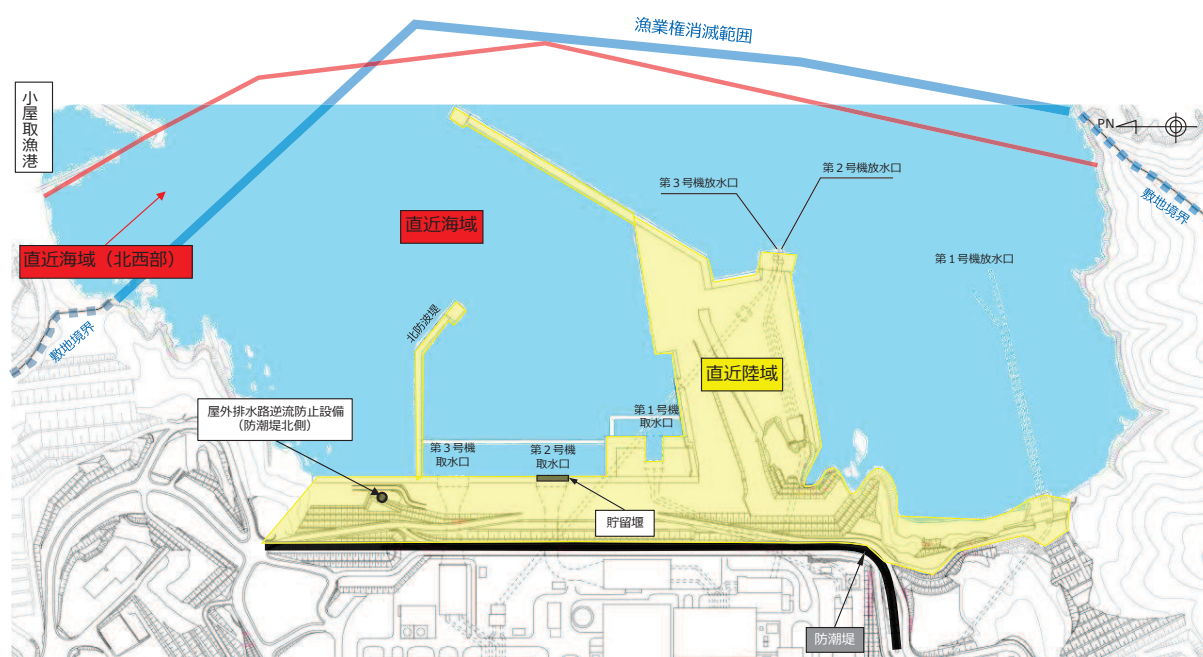 漁業権消滅範囲
小屋取漁港
PN
第3号機放水口
第2号機放水口
敷地境界
直近海域
直近海域（北西部）
第1号機放水口
北防波堤
敷地境界
直近陸域
屋外排水路逆流防止設備
（防潮堤北側）
第1号機
取水口
第3号機
取水口
第2号機
取水口
貯留堰
防潮堤